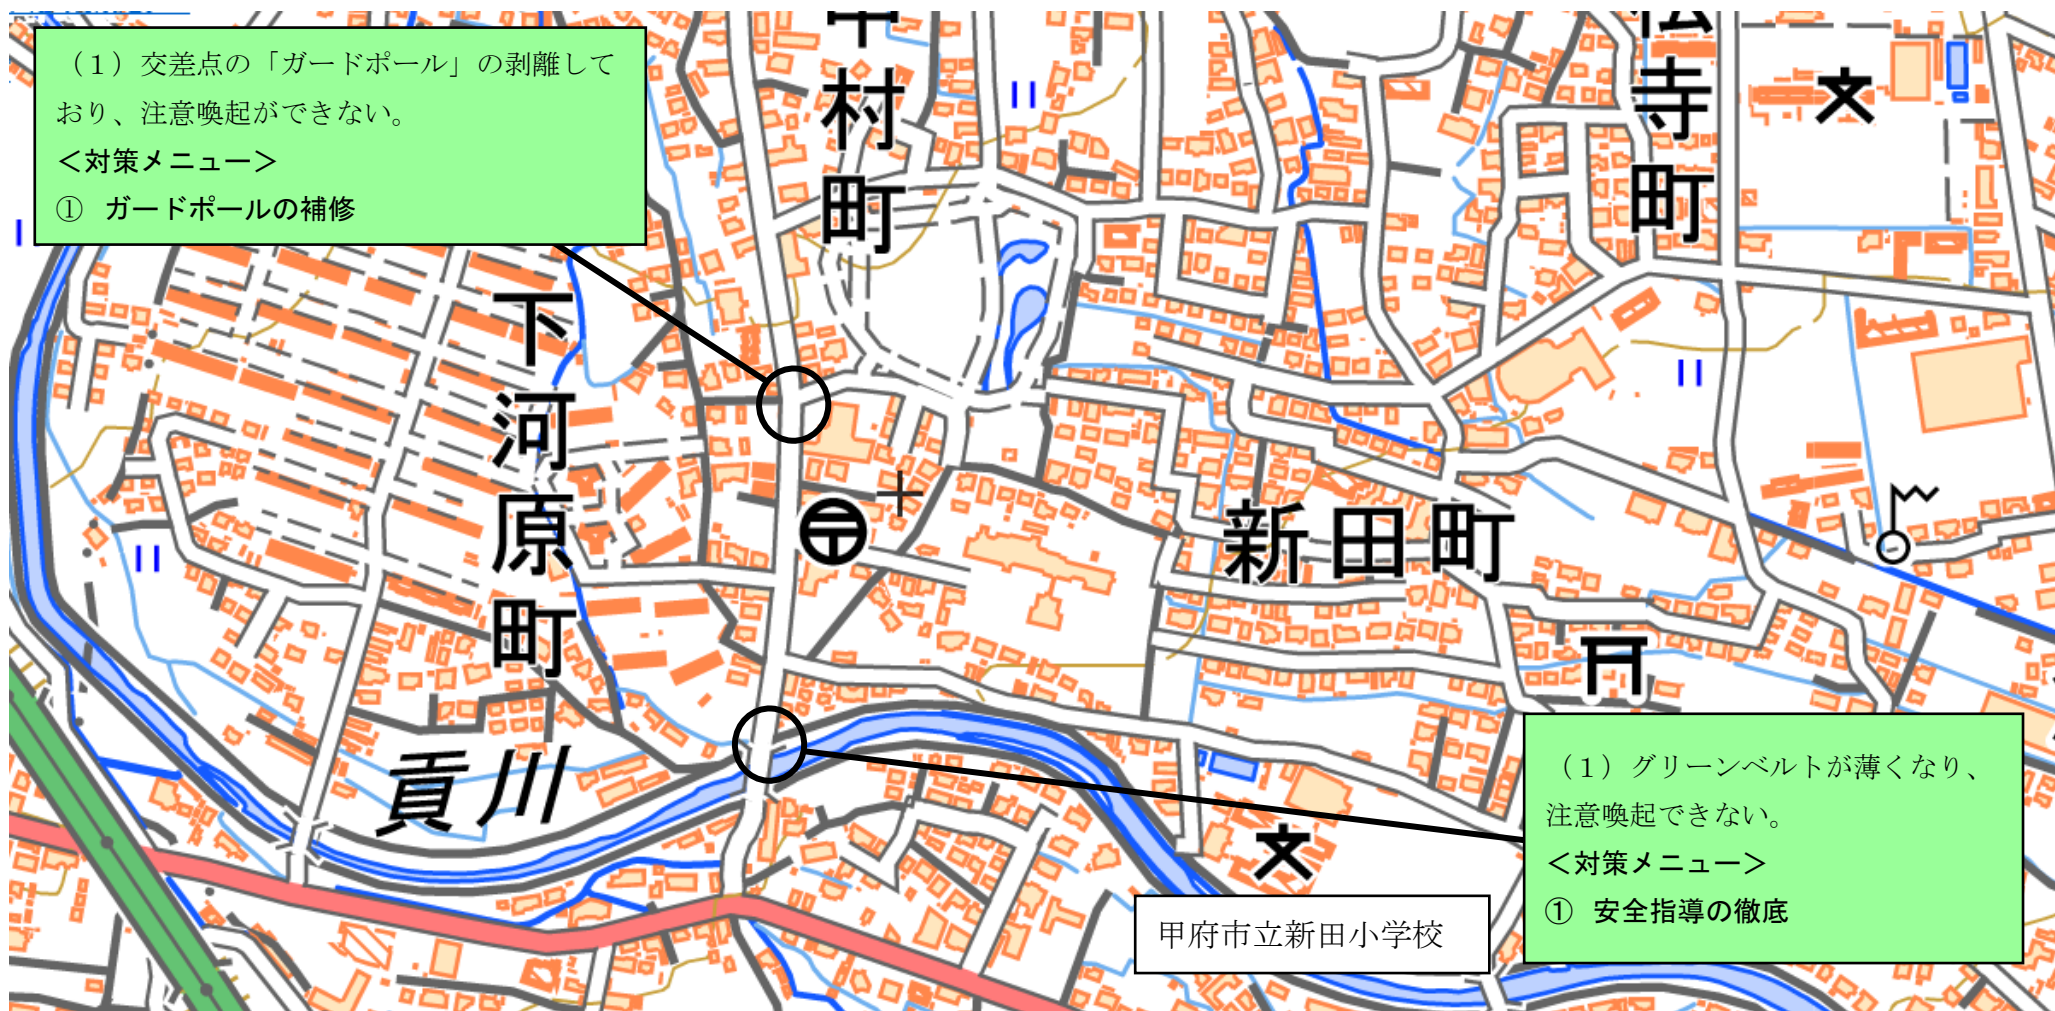 (1)交差点の「ガードポール」の剥離して
おり、注意喚起ができない。
<対策メニュー>
① ガードポールの補修
村町
寺町
下河原町
新田町
貢川
(1)グリーンベルトが薄くなり、
注意喚起できない。
<対策メニュー>
① 安全指導の徹底
甲府市立新田小学校